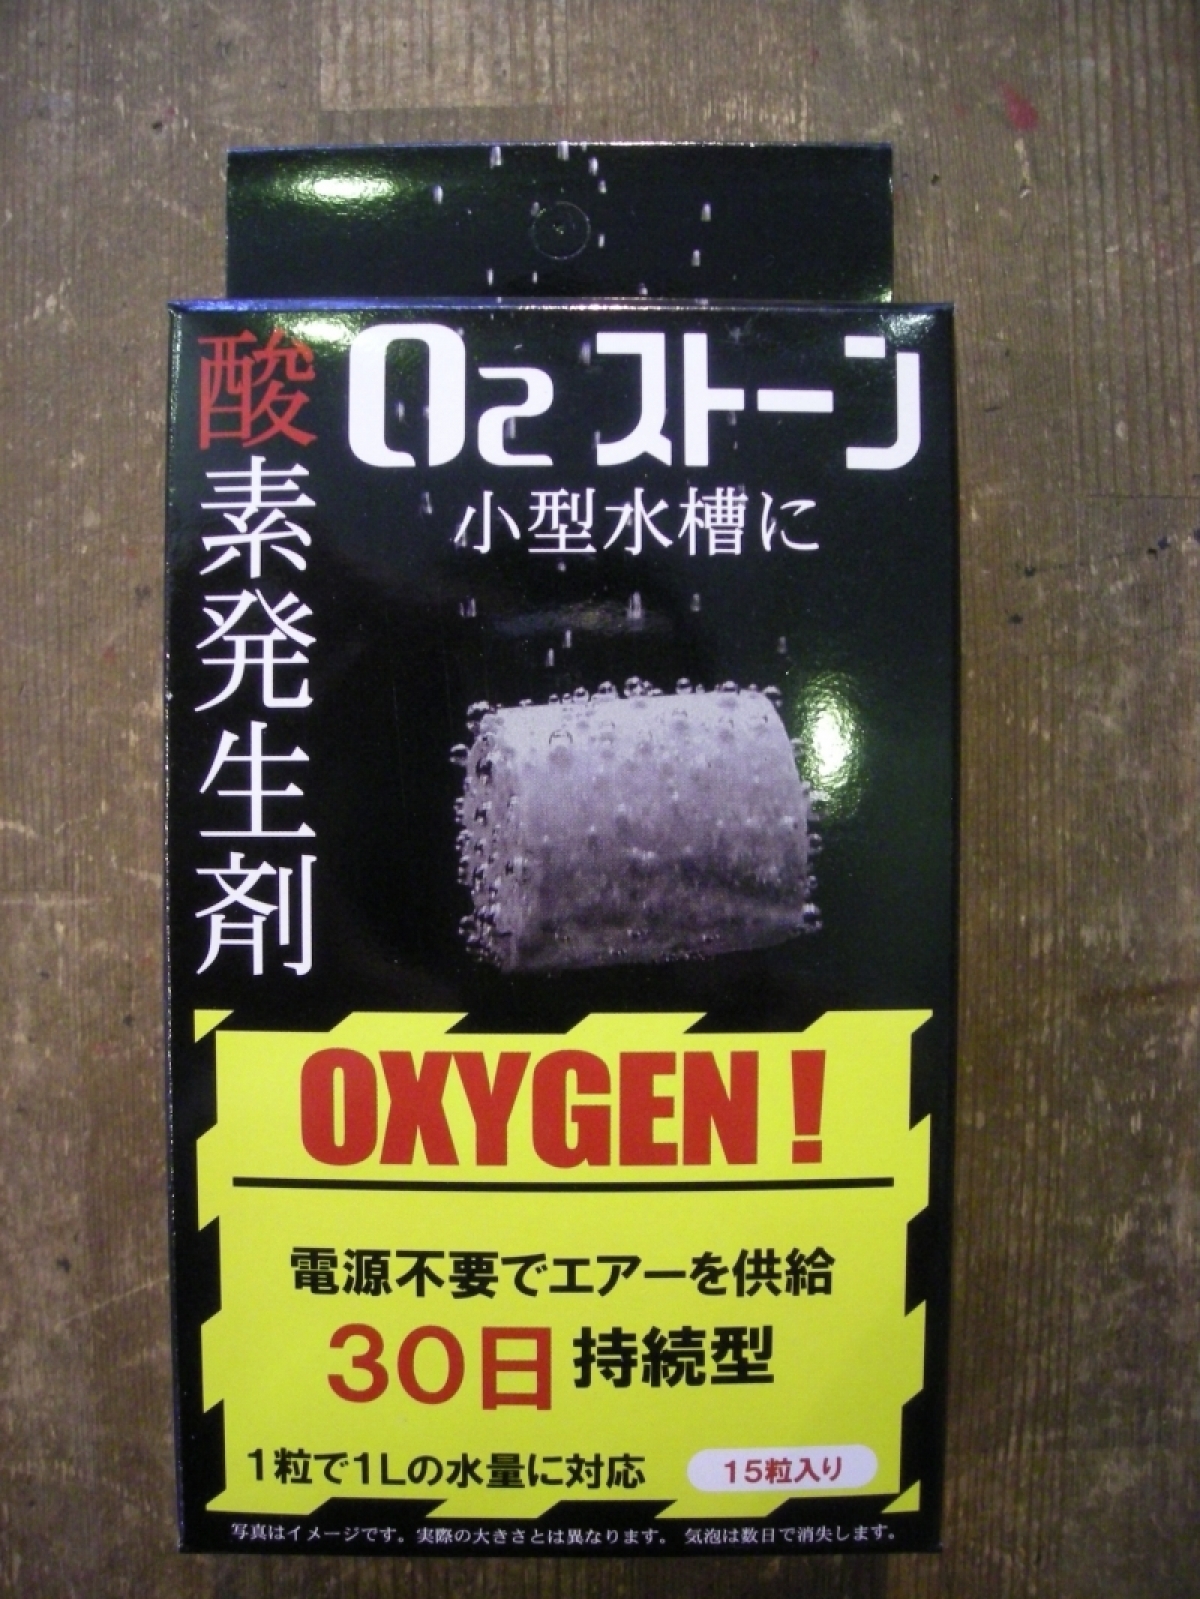 酸素発生剤
O2ストーン
小型水槽に
OXYGEN!
電源不要でエアーを供給
30日持続型
1粒で1Lの水量に対応
15粒入り
写真はイメージです。実際の大きさとは異なります。 気泡は数日で消失します。